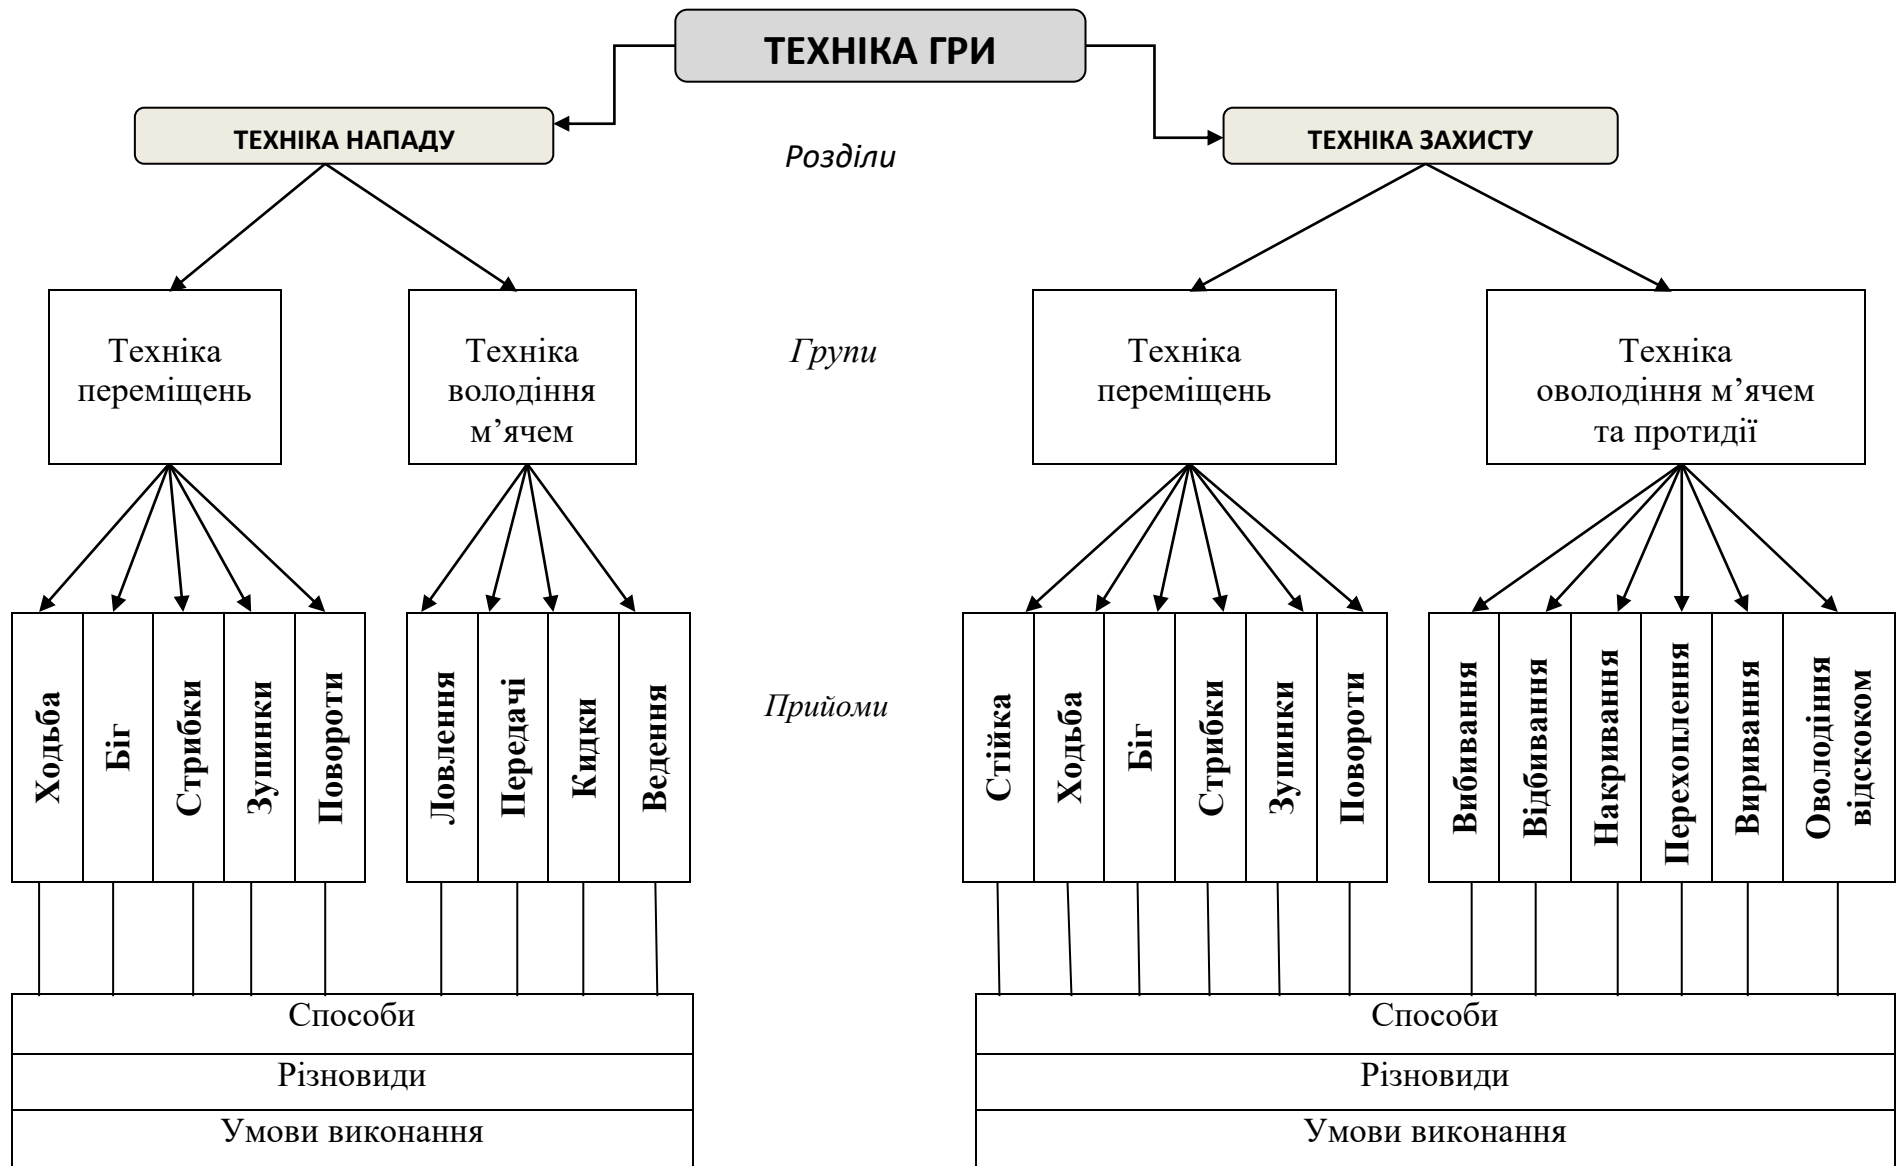 ТЕХНІКА ГРИ
ТЕХНІКА НАПАДУ
Розділи
ТЕХНІКА ЗАХИСТУ
Техніка
переміщень
Техніка
володіння
м’ячем
Групи
Техніка
переміщень
Техніка
оволодіння м’ячем
та протидії
Ходьба
Біг
Стрибки
Зупинки
Повороти
Ловлення
Передачі
Кидки
Ведення
Прийоми
Стійка
Ходьба
Біг
Стрибки
Зупинки
Повороти
Вибивання
Відбивання
Накривання
Перехоплення
Виривання
Оволодіння
відскоком
Способи
Різновиди
Умови виконання
Способи
Різновиди
Умови виконання